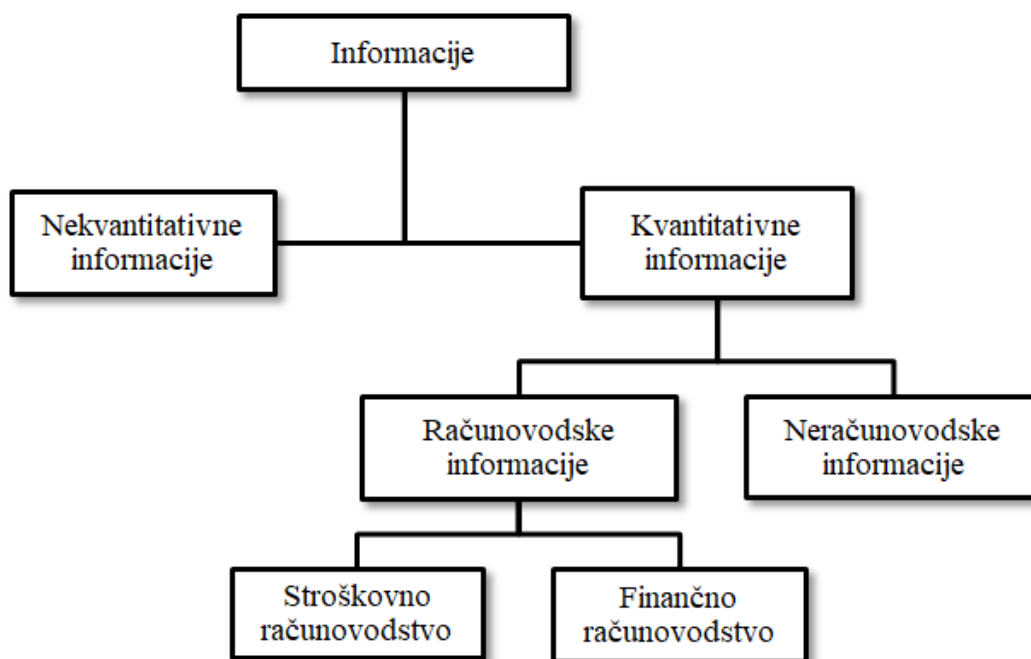 Informacije
Nekvantitativne
informacije
Kvantitativne
informacije
Računovodske
informacije
Neračunovodske
informacije
Stroškovno
računovodstvo
Finančno
računovodstvo